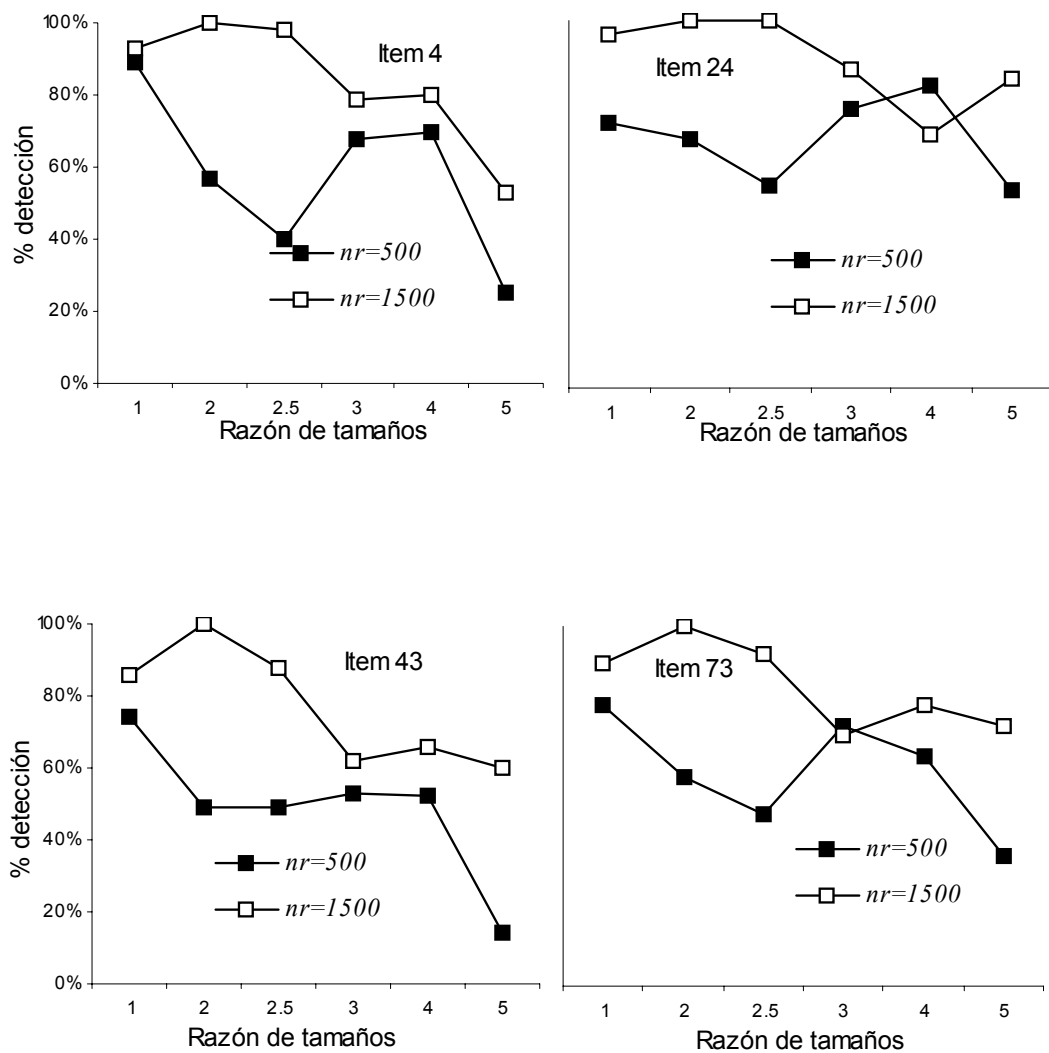 100%
80%
60%
40%
20%
0%
% detección
Item 4
nr=500
nr=1500
1 2 2.5 3 4 5
Razón de tamaños
Item 24
nr=500
nr=1500
1 2 2.5 3 4 5
Razón de tamaños
100%
80%
60%
40%
20%
0%
% detección
Item 43
nr=500
nr=1500
1 2 2.5 3 4 5
Razón de tamaños
Item 73
nr=500
nr=1500
1 2 2.5 3 4 5
Razón de tamaños